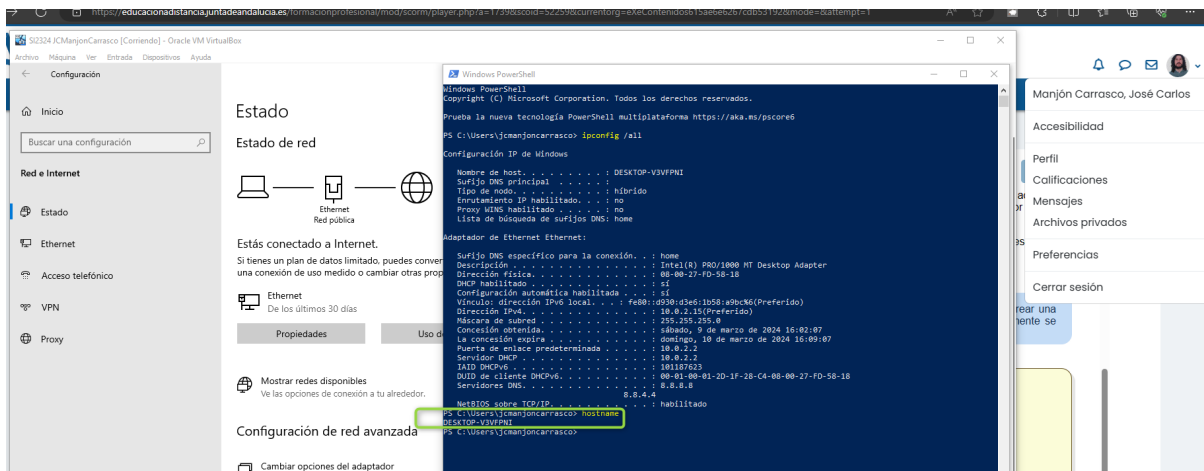 https://educacionadistancia.juntadeandalucia.es/formacionprofesional/mod/scorm/player.php?a=1739&scoid=52259&currentorg=eXeContenidos615ae6e6267cdb53192&mode=&attempt=1
SI2324 JCManjonCarrasco [Corriendo] - Oracle VM VirtualBox
Archivo Máquina Ver Entrada Dispositivos Ayuda
Configuración
Inicio
Buscar una configuración
Red e Internet
Estado
Ethernet
Acceso telefónico
VPN
Proxy
Estado
Estado de red
Ethernet
Red pública
Estás conectado a Internet.
Si tienes un plan de datos limitado, puedes conver
una conexión de uso medido o cambiar otras prop
Ethernet
De los últimos 30 días
Propiedades
Uso d
Mostrar redes disponibles
Ve las opciones de conexión a tu alrededor.
Configuración de red avanzada
Cambiar opciones del adaptador
Windows PowerShell
Windows PowerShell
Copyright (C) Microsoft Corporation. Todos los derechos reservados.
Prueba la nueva tecnología PowerShell multiplataforma https://aka.ms/pscore6
PS C:\Users\jcmanjoncarrasco> ipconfig /all
Configuración IP de Windows
Nombre de host. . . . . . . . . : DESKTOP-V3VFPNI
Sufijo DNS principal . . . . . :
Tipo de nodo. . . . . . . . . . : híbrido
Enrutamiento IP habilitado. . . : no
Proxy WINS habilitado . . . . . : no
Lista de búsqueda de sufijos DNS: home
Adaptador de Ethernet Ethernet:
Sufijo DNS específico para la conexión. . : home
Descripción . . . . . . . . . . . . . . . : Intel(R) PRO/1000 MT Desktop Adapter
Dirección física. . . . . . . . . . . . . : 08-00-27-FD-58-18
DHCP habilitado . . . . . . . . . . . . . : sí
Configuración automática habilitada . . . : sí
Vínculo: dirección IPv6 local. . . : fe80::d930:d3e6:1b58:a9bc%6(Preferido)
Dirección IPv4. . . . . . . . . . . . . . : 10.0.2.15(Preferido)
Máscara de subred . . . . . . . . . . . . : 255.255.255.0
Concesión obtenida. . . . . . . . . . . . : sábado, 9 de marzo de 2024 16:02:07
La concesión expira . . . . . . . . . . . : domingo, 10 de marzo de 2024 16:09:07
Puerta de enlace predeterminada . . . . . : 10.0.2.2
Servidor DHCP . . . . . . . . . . . . . . : 10.0.2.2
IAID DHCPv6 . . . . . . . . . . . . . . . : 101187623
DUID de cliente DHCPv6. . . . . . . . . . : 00-01-00-01-2D-1F-28-C4-08-00-27-FD-58-18
Servidores DNS. . . . . . . . . . . . . . : 8.8.8.8
8.8.4.4
NetBIOS sobre TCP/IP. . . . . . . . . . . : habilitado
PS C:\Users\jcmanjoncarrasco> hostname
DESKTOP-V3VFPNI
PS C:\Users\jcmanjoncarrasco>
Manjón Carrasco, José Carlos
Accesibilidad
Perfil
Calificaciones
Mensajes
Archivos privados
Preferencias
Cerrar sesión
rear una
mente se